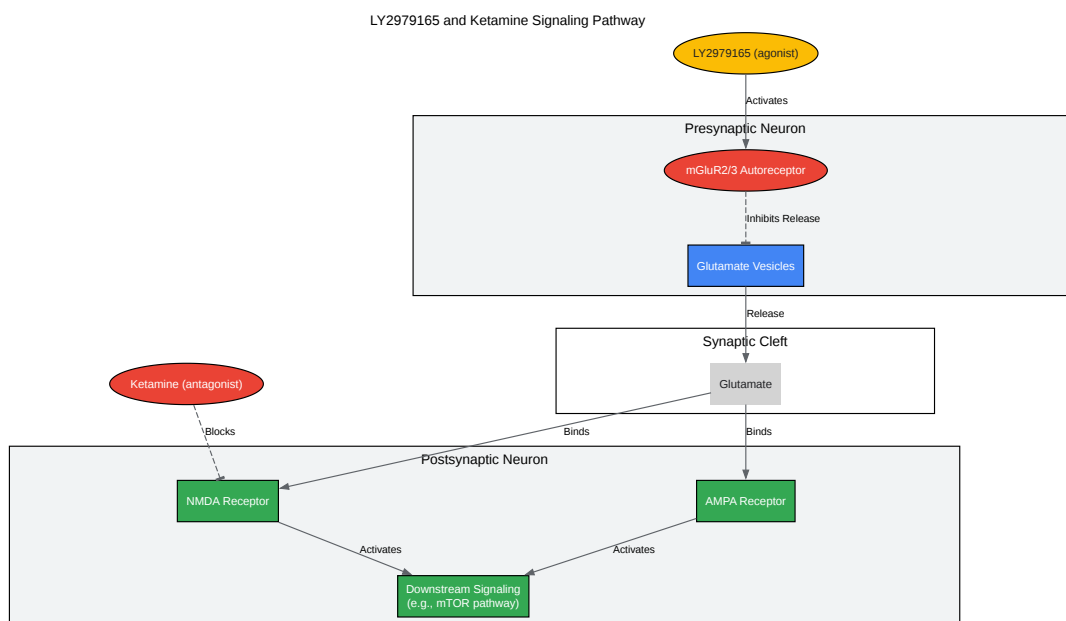 LY2979165 and Ketamine Signaling Pathway
LY2979165 (agonist)
Activates
Presynaptic Neuron
mGluR2/3 Autoreceptor
Inhibits Release
Glutamate Vesicles
Release
Synaptic Cleft
Ketamine (antagonist)
Glutamate
Blocks
Binds
Binds
Postsynaptic Neuron
NMDA Receptor
AMPA Receptor
Activates
Activates
Downstream Signaling
(e.g., mTOR pathway)